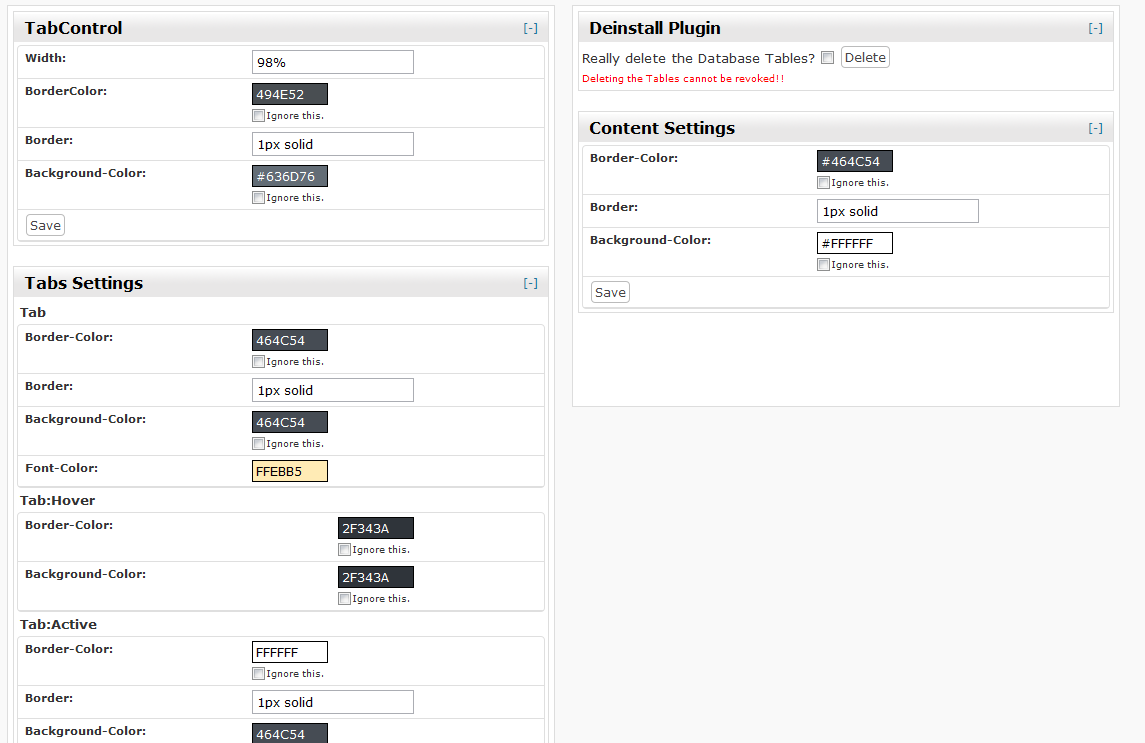 TabControl [-]
Width: 98%
BorderColor: 494E52
Ignore this.
Border: 1px solid
Background-Color: #636D76
Ignore this.
Save
Tabs Settings [-]
Tab
Border-Color: 464C54
Ignore this.
Border: 1px solid
Background-Color: 464C54
Ignore this.
Font-Color: FFEBB5
Tab:Hover
Border-Color: 2F343A
Ignore this.
Background-Color: 2F343A
Ignore this.
Tab:Active
Border-Color: FFFFFF
Ignore this.
Border: 1px solid
Background-Color: 464C54
Deinstall Plugin [-]
Really delete the Database Tables? Delete
Deleting the Tables cannot be revoked!!
Content Settings [-]
Border-Color: #464C54
Ignore this.
Border: 1px solid
Background-Color: #FFFFFF
Ignore this.
Save